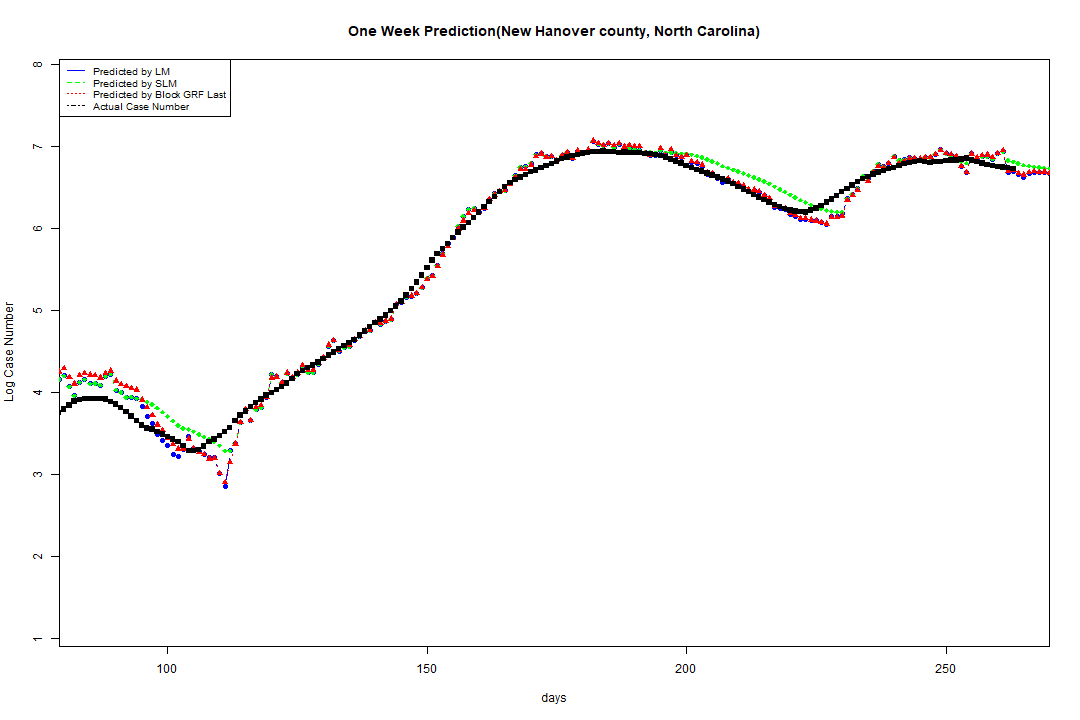 One Week Prediction(New Hanover county, North Carolina)
Predicted by LM
Predicted by SLM
Predicted by Block GRF Last
Actual Case Number
8
7
6
5
4
3
2
1
Log Case Number
100 150 200 250
days